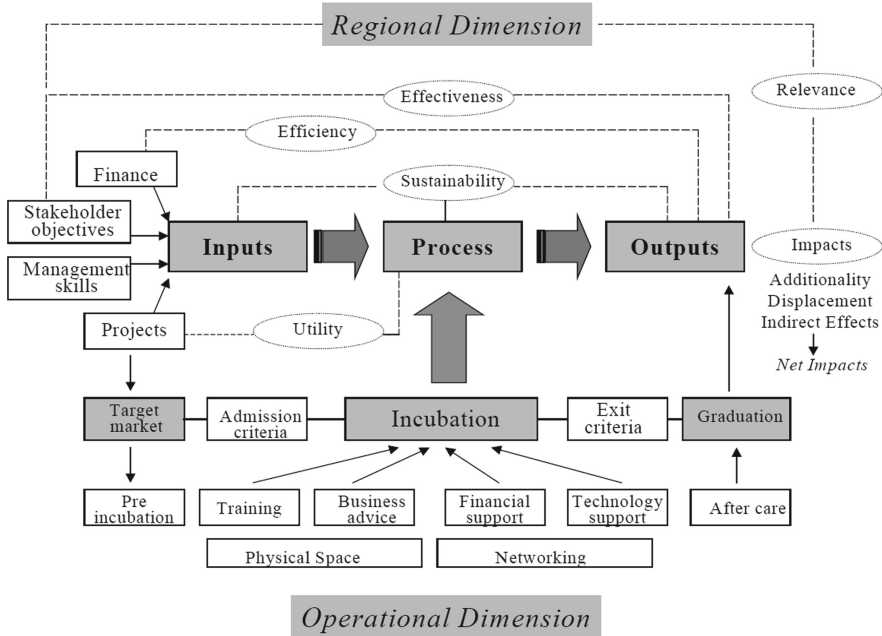 Regional Dimension
Relevance
Effectiveness
Efficiency
Finance
Sustainability
Stakeholder
objectives
Inputs
Process
Outputs
Impacts
Management
skills
Additionality
Displacement
Indirect Effects
Projects
Utility
Net Impacts
Target
market
Admission
criteria
Incubation
Exit
criteria
Graduation
Pre
incubation
Training
Business
advice
Financial
support
Technology
support
After care
Physical Space
Networking
Operational Dimension